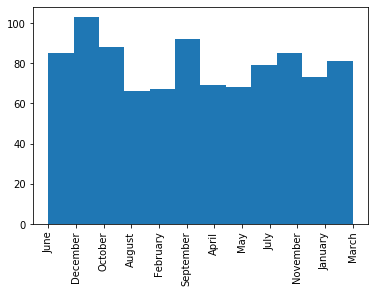 100
80
60
40
20
0
June
December
October
August
February
September
April
May
July
November
January
March